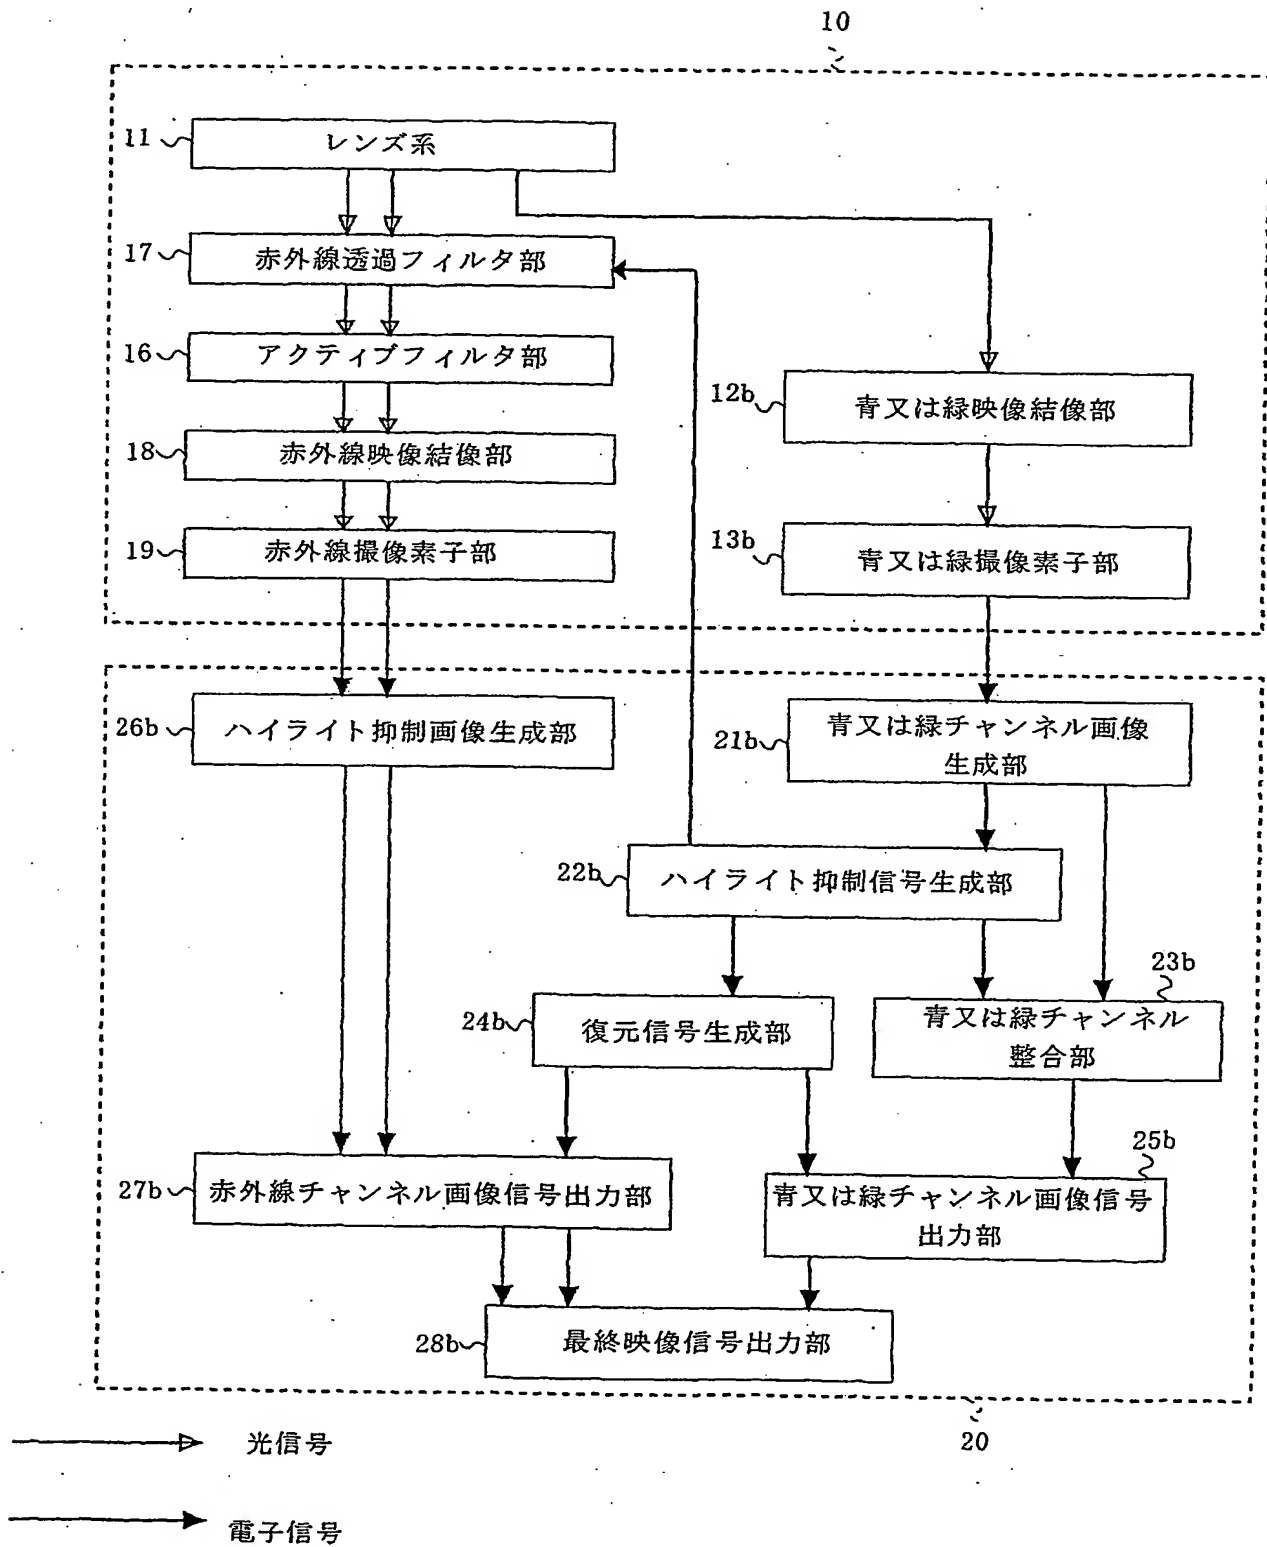 10
11
レンズ系
17
赤外線透過フィルタ部
16
アクティブフィルタ部
12b
青又は緑映像結像部
18
赤外線映像結像部
19
赤外線撮像素子部
13b
青又は緑撮像素子部
26b
ハイライト抑制画像生成部
21b
青又は緑チャンネル画像
生成部
22b
ハイライト抑制信号生成部
23b
24b
復元信号生成部
青又は緑チャンネル
整合部
25b
27b
赤外線チャンネル画像信号出力部
青又は緑チャンネル画像信号
出力部
28b
最終映像信号出力部
20
光信号
電子信号